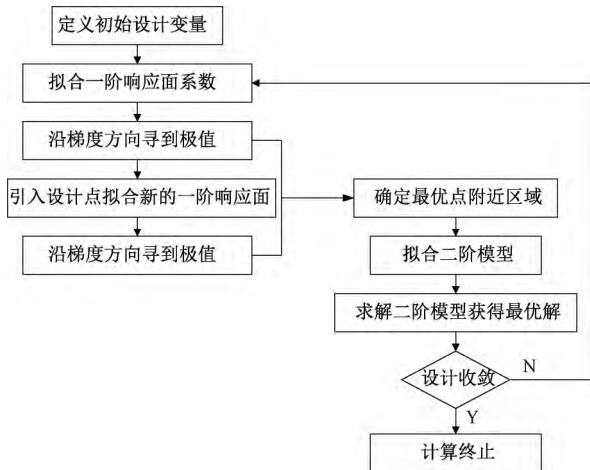 定义初始设计变量
拟合一阶响应面系数
沿梯度方向寻到极值
引入设计点拟合新的一阶响应面
沿梯度方向寻到极值
确定最优点附近区域
拟合二阶模型
求解二阶模型获得最优解
设计收敛
N
Y
计算终止